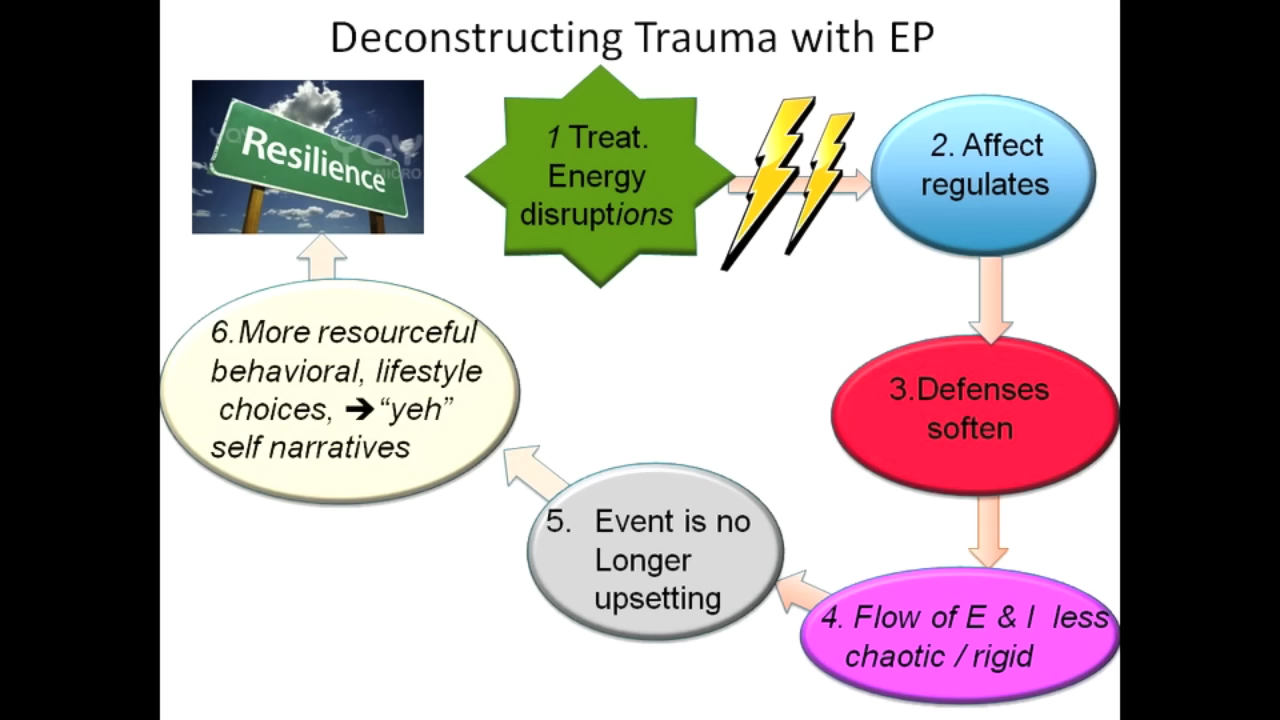 Deconstructing Trauma with EP
Resilience
1 Treat.
Energy
disruptions
2. Affect
regulates
3.Defenses
soften
4. Flow of E & I less
chaotic / rigid
5. Event is no
Longer
upsetting
6.More resourceful
behavioral, lifestyle
choices, ➔ “yeh”
self narratives